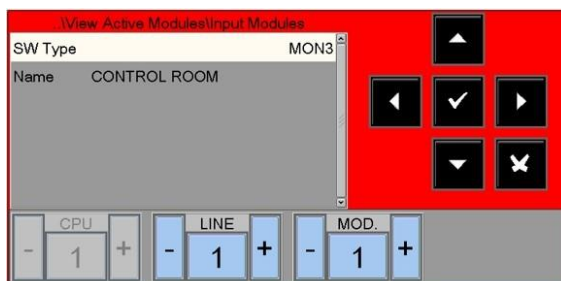 ..\View Active Modules\Input Modules
SW Type MON3
Name CONTROL ROOM
CPU LINE MOD.
- 1 + - 1 + - 1 +